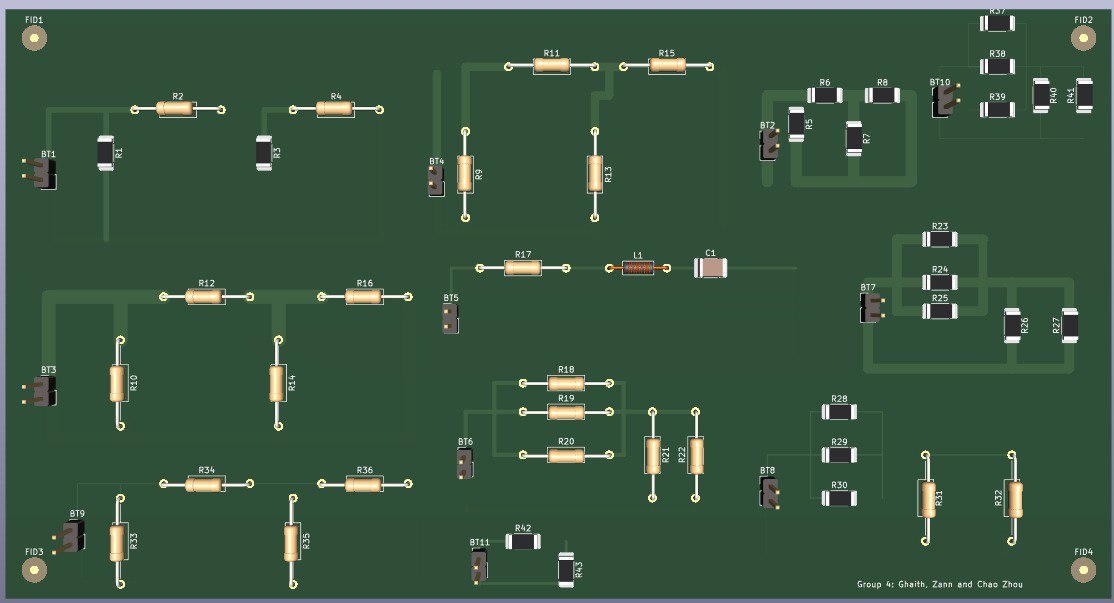 FID1
FID2
R37
R11
R15
R38
R6
R8
BT10
R40
R41
R2
R4
R39
R5
R7
BT2
BT1
R1
R3
BT4
R9
R13
R23
R17
L1
C1
R24
R12
R16
BT5
BT7
R25
R26
R27
BT3
R10
R14
R18
R19
R28
R20
BT6
R21
R22
R29
R34
R36
BT8
R30
R31
R32
BT9
R33
R35
R42
BT11
R43
FID3
FID4
Group 4: Ghaith, Zann and Chao Zhou